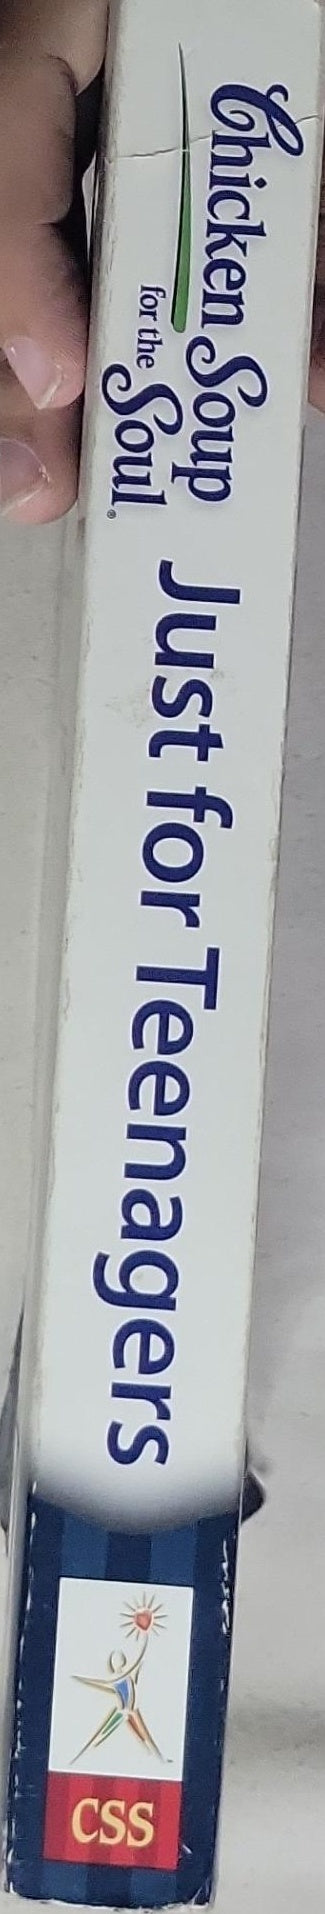 Chicken Soup
for the Soul®
Just for Teenagers
CSS